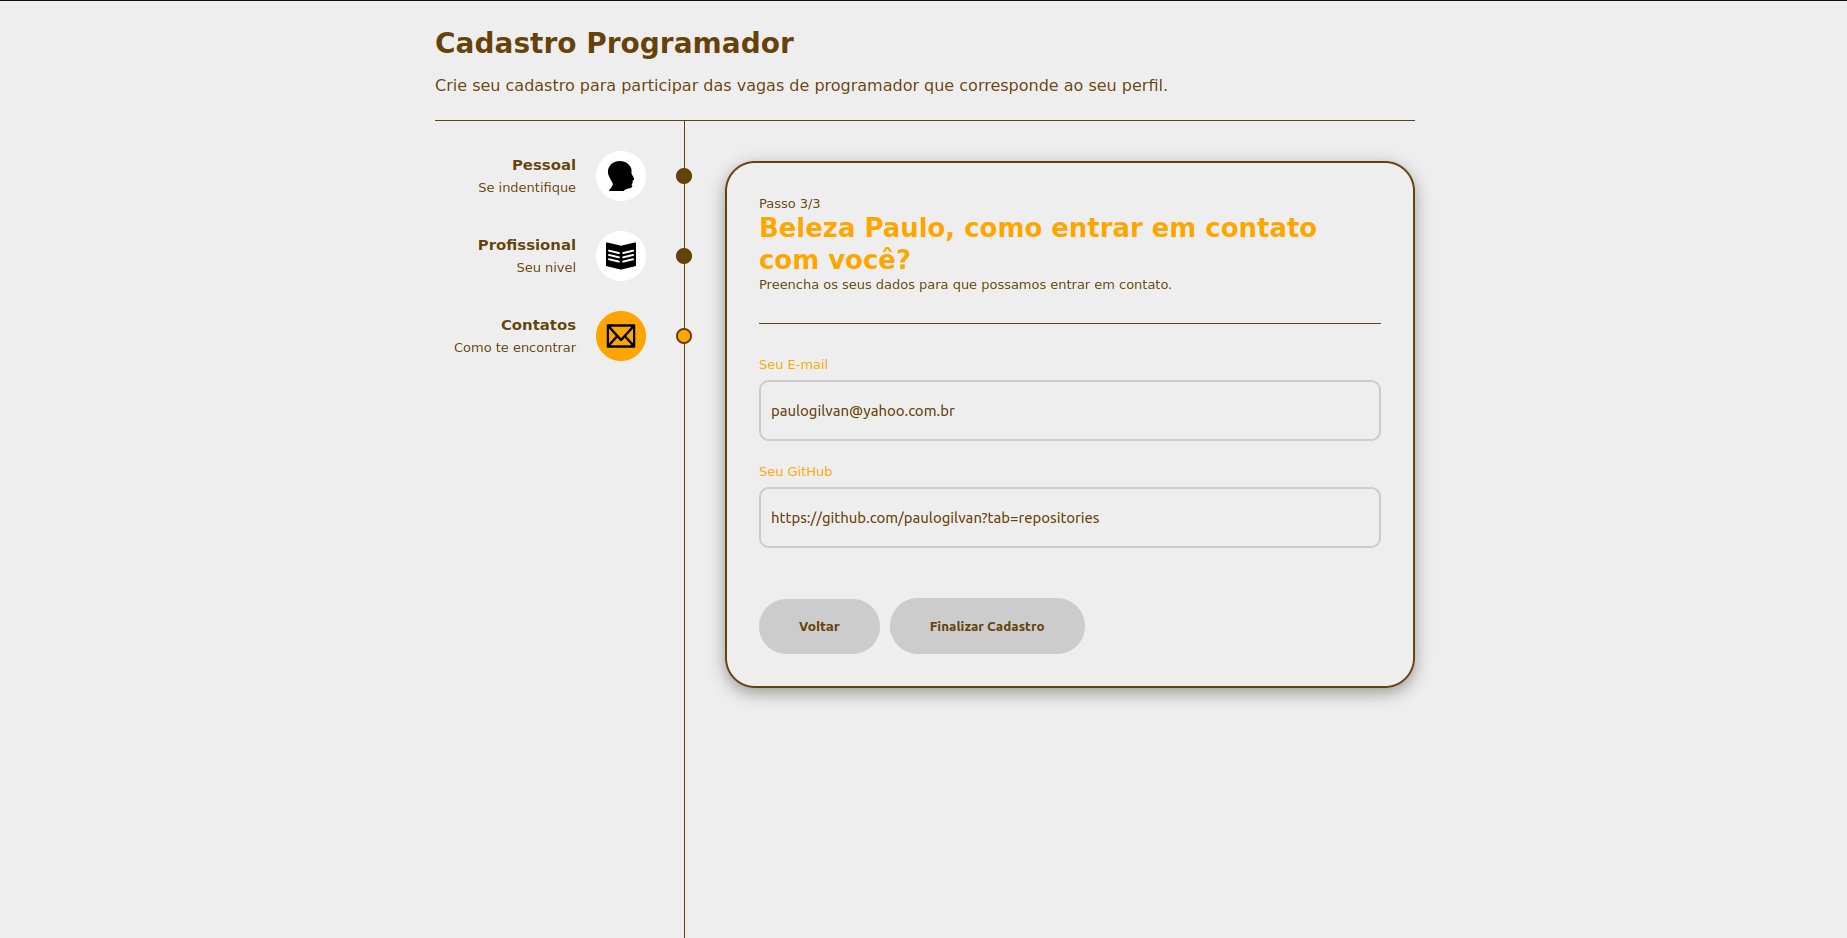 Cadastro Programador
Crie seu cadastro para participar das vagas de programador que corresponde ao seu perfil.
Pessoal
Se indentifique
Profissional
Seu nivel
Contatos
Como te encontrar
Passo 3/3
Beleza Paulo, como entrar em contato
com você?
Preencha os seus dados para que possamos entrar em contato.
Seu E-mail
paulogilvan@yahoo.com.br
Seu GitHub
https://github.com/paulogilvan?tab=repositories
Voltar
Finalizar Cadastro